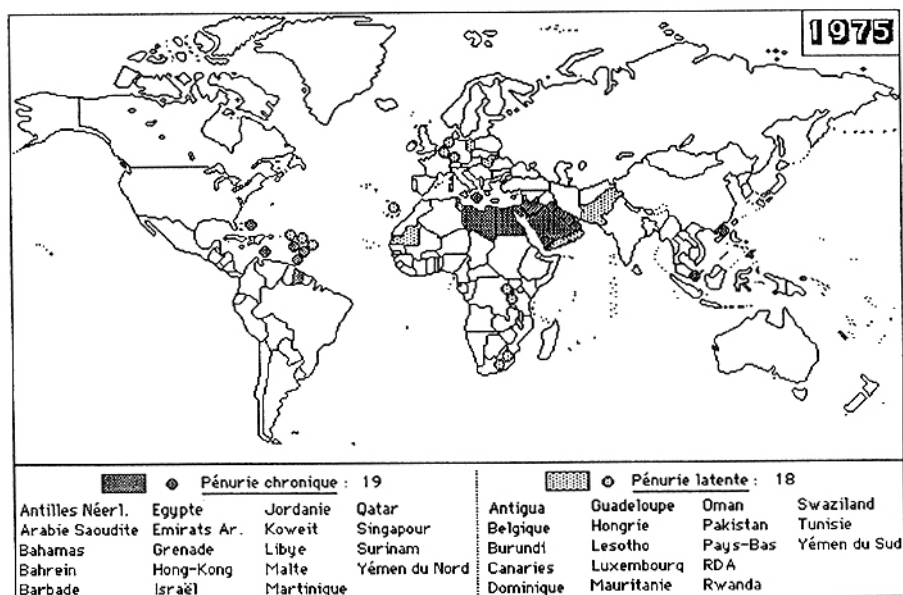 1975
Pénurie chronique : 19
Antilles Néerl. Egypte Jordanie Qatar
Arabie Saoudite Emirats Ar. Koweit Singapour
Bahamas Grenade Libye Surinam
Bahrein Hong-Kong Malte Yémen du Nord
Barbade Israël Martinique
Pénurie latente : 18
Antigua Guadeloupe Oman Swaziland
Belgique Hongrie Pakistan Tunisie
Burundi Lesotho Pays-Bas Yémen du Sud
Canaries Luxembourg RDA
Dominique Mauritanie Rwanda